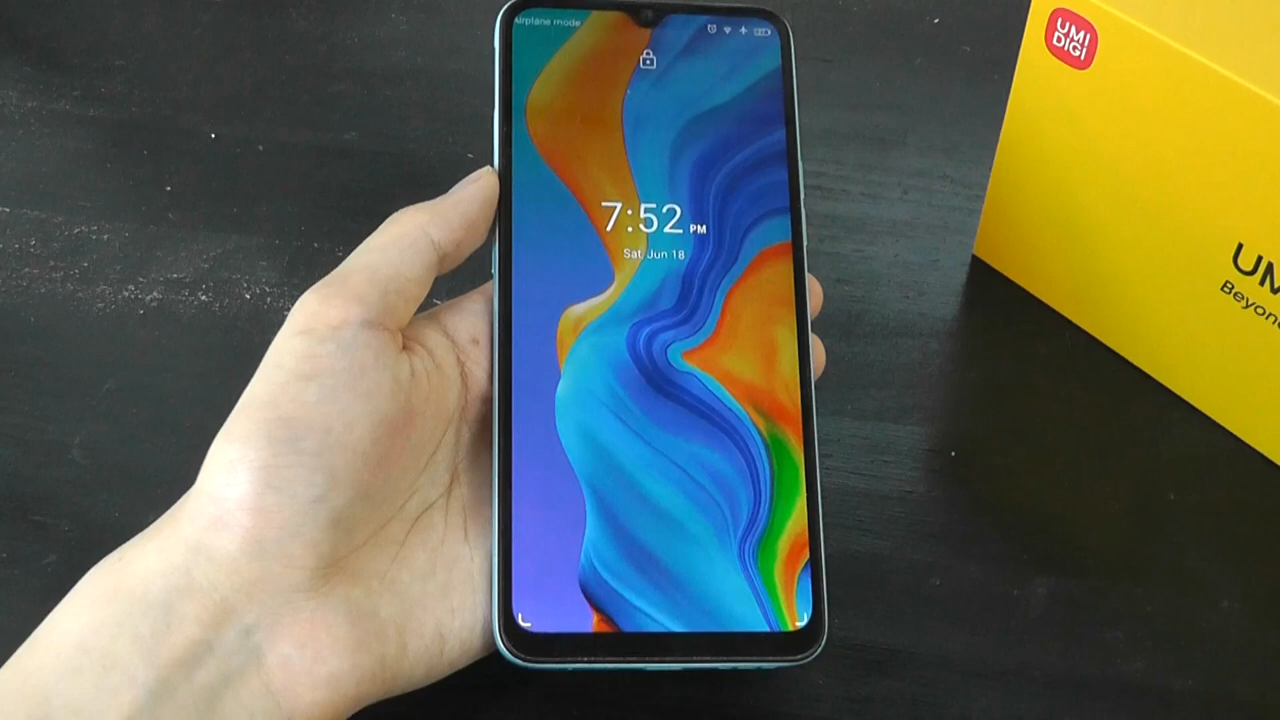 Airplane mode
7:52 PM
Sat, Jun 18
UMI
DIGI
UM
Beyon